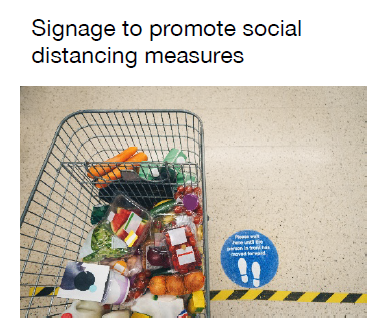 Signage to promote social
distancing measures
Please wait
here until the
person in front has
moved forward.